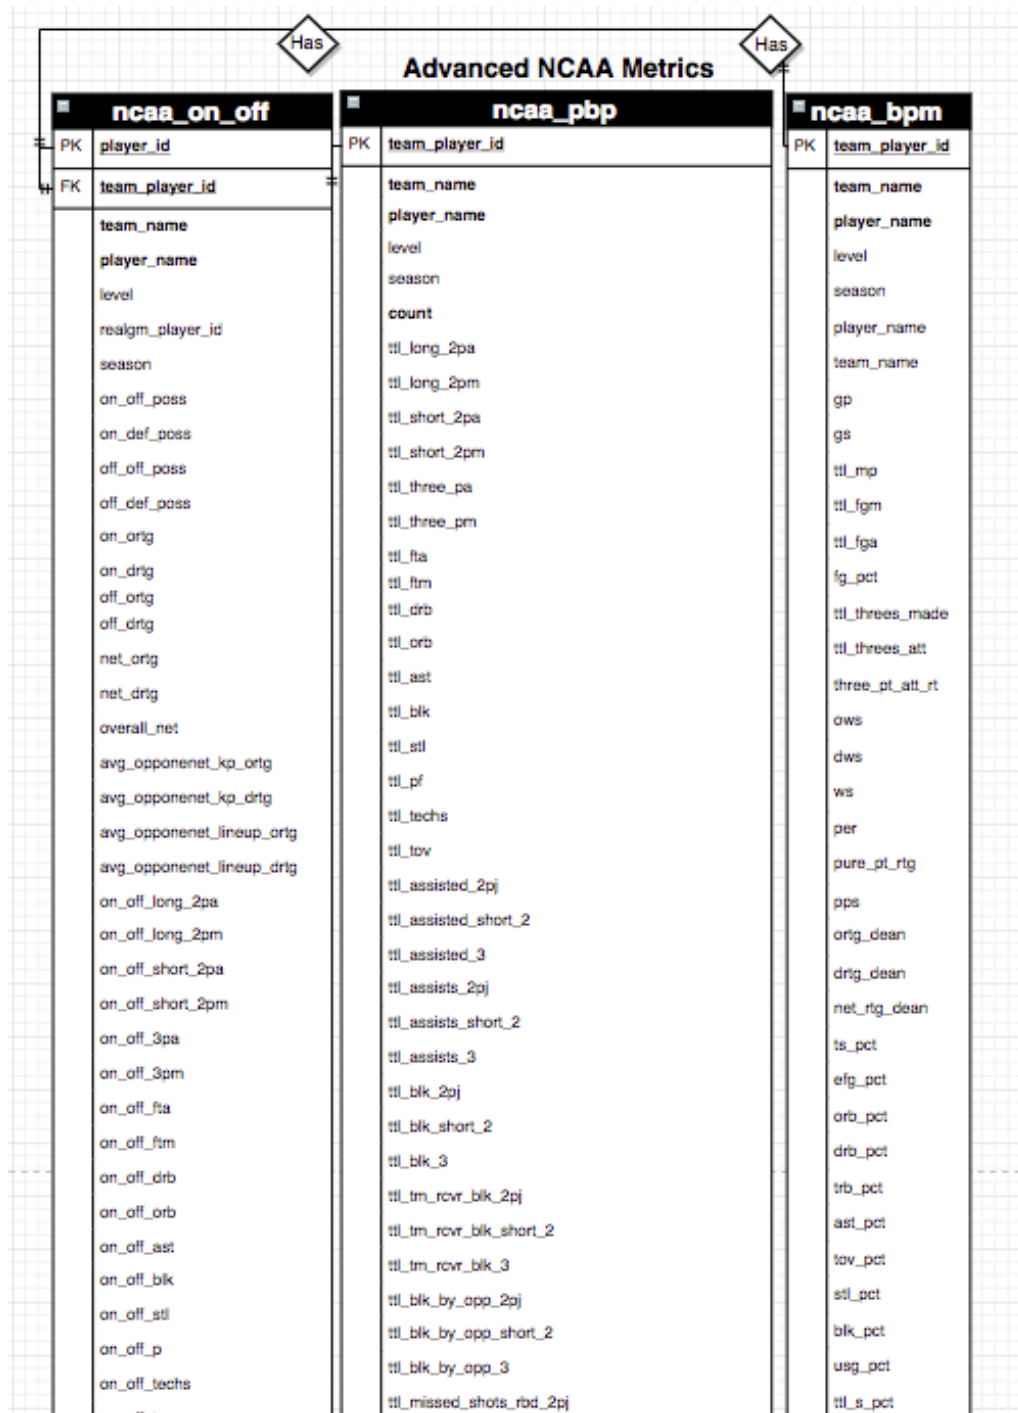 Has
Has
Advanced NCAA Metrics
ncaa_on_off
PK player_id
FK team_player_id
team_name
player_name
level
realgm_player_id
season
on_off_poss
on_def_poss
off_off_poss
off_def_poss
on_ortg
on_drtg
off_ortg
off_drtg
net_ortg
net_drtg
overall_net
avg_opponenet_kp_ortg
avg_opponenet_kp_drtg
avg_opponenet_lineup_ortg
avg_opponenet_lineup_drtg
on_off_long_2pa
on_off_long_2pm
on_off_short_2pa
on_off_short_2pm
on_off_3pa
on_off_3pm
on_off_fta
on_off_ftm
on_off_drb
on_off_orb
on_off_ast
on_off_blk
on_off_stl
on_off_p
on_off_techs
ncaa_pbp
PK team_player_id
team_name
player_name
level
season
count
ttl_long_2pa
ttl_long_2pm
ttl_short_2pa
ttl_short_2pm
ttl_three_pa
ttl_three_pm
ttl_fta
ttl_ftm
ttl_drb
ttl_orb
ttl_ast
ttl_blk
ttl_stl
ttl_pf
ttl_techs
ttl_tov
ttl_assisted_2pj
ttl_assisted_short_2
ttl_assisted_3
ttl_assists_2pj
ttl_assists_short_2
ttl_assists_3
ttl_blk_2pj
ttl_blk_short_2
ttl_blk_3
ttl_tm_rcvr_blk_2pj
ttl_tm_rcvr_blk_short_2
ttl_tm_rcvr_blk_3
ttl_blk_by_opp_2pj
ttl_blk_by_opp_short_2
ttl_blk_by_opp_3
ttl_missed_shots_rbd_2pj
ncaa_bpm
PK team_player_id
team_name
player_name
level
season
player_name
team_name
gp
gs
ttl_mp
ttl_fgm
ttl_fga
fg_pct
ttl_threes_made
ttl_threes_att
three_pt_att_rt
ows
dws
ws
per
pure_pt_rtg
pps
ortg_dean
drtg_dean
net_rtg_dean
ts_pct
efg_pct
orb_pct
drb_pct
trb_pct
ast_pct
tov_pct
stl_pct
blk_pct
usg_pct
ttl_s_pct